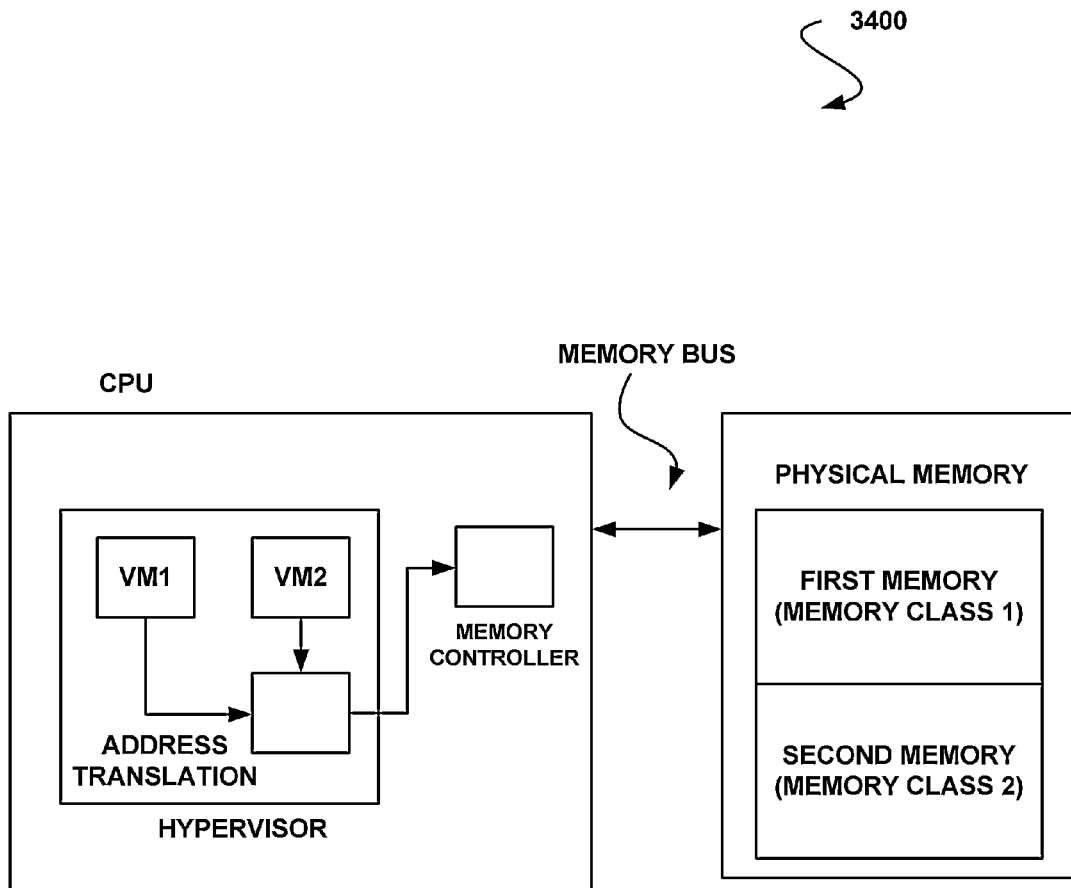 3400
MEMORY BUS
CPU
PHYSICAL MEMORY
VM1
VM2
FIRST MEMORY
(MEMORY CLASS 1)
MEMORY
CONTROLLER
ADDRESS
TRANSLATION
SECOND MEMORY
(MEMORY CLASS 2)
HYPERVISOR